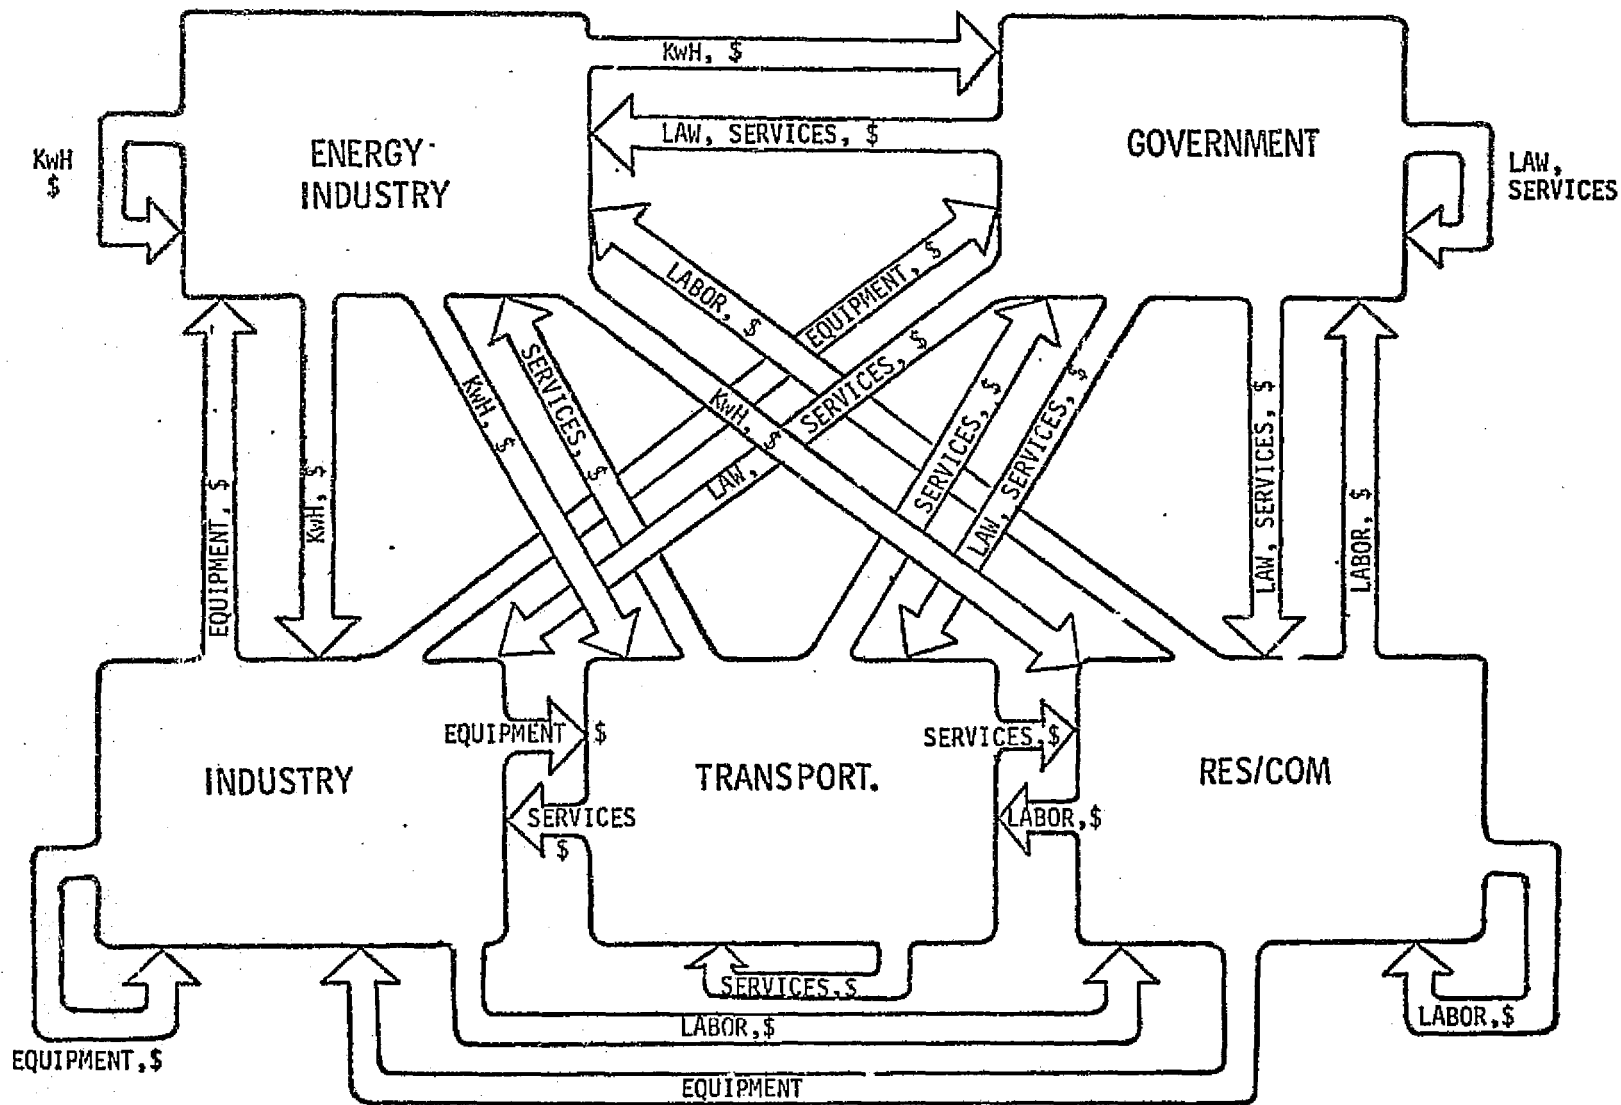 KwH, $
LAW, SERVICES, $
ENERGY
INDUSTRY
GOVERNMENT
KwH
$
LAW,
SERVICES
LABOR, $
EQUIPMENT, $
KwH, $
SERVICES, $
KwH, $
LAW, SERVICES, $
SERVICES, $
LAW, SERVICES, $
LAW, SERVICES, $
LABOR, $
EQUIPMENT, $
KwH, $
EQUIPMENT $
SERVICES,$
INDUSTRY
TRANSPORT.
RES/COM
SERVICES
$
LABOR,$
SERVICES,$
LABOR,$
LABOR,$
EQUIPMENT,$
EQUIPMENT